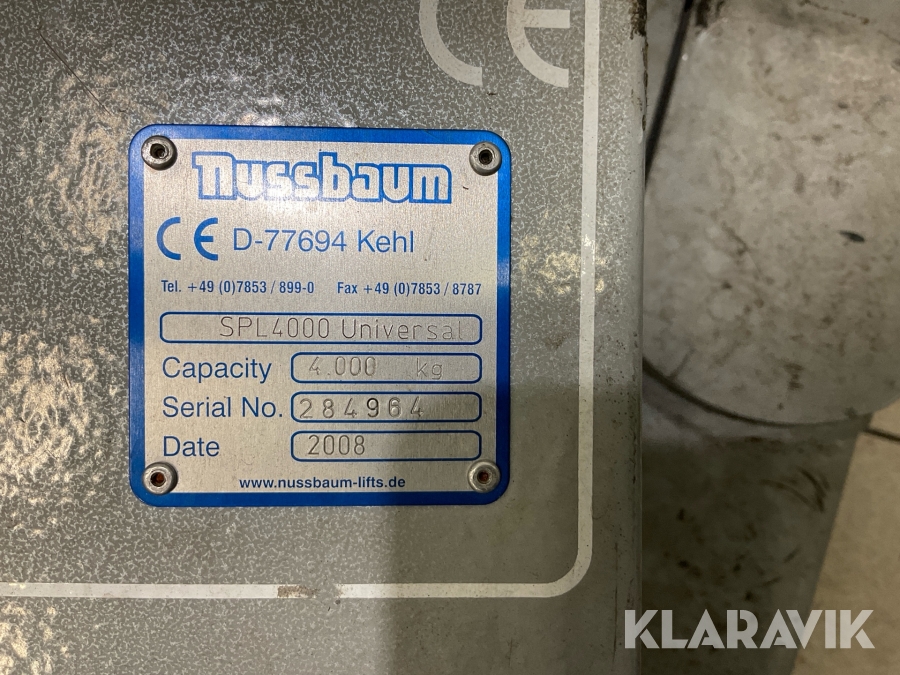 CE
nussbaum
CE D-77694 Kehl
Tel. +49 (0)7853 / 899-0 Fax +49 (0)7853 / 8787
SPL4000 Universal
Capacity 4.000 kg
Serial No. 284964
Date 2008
www.nussbaum-lifts.de
KLARAVIK